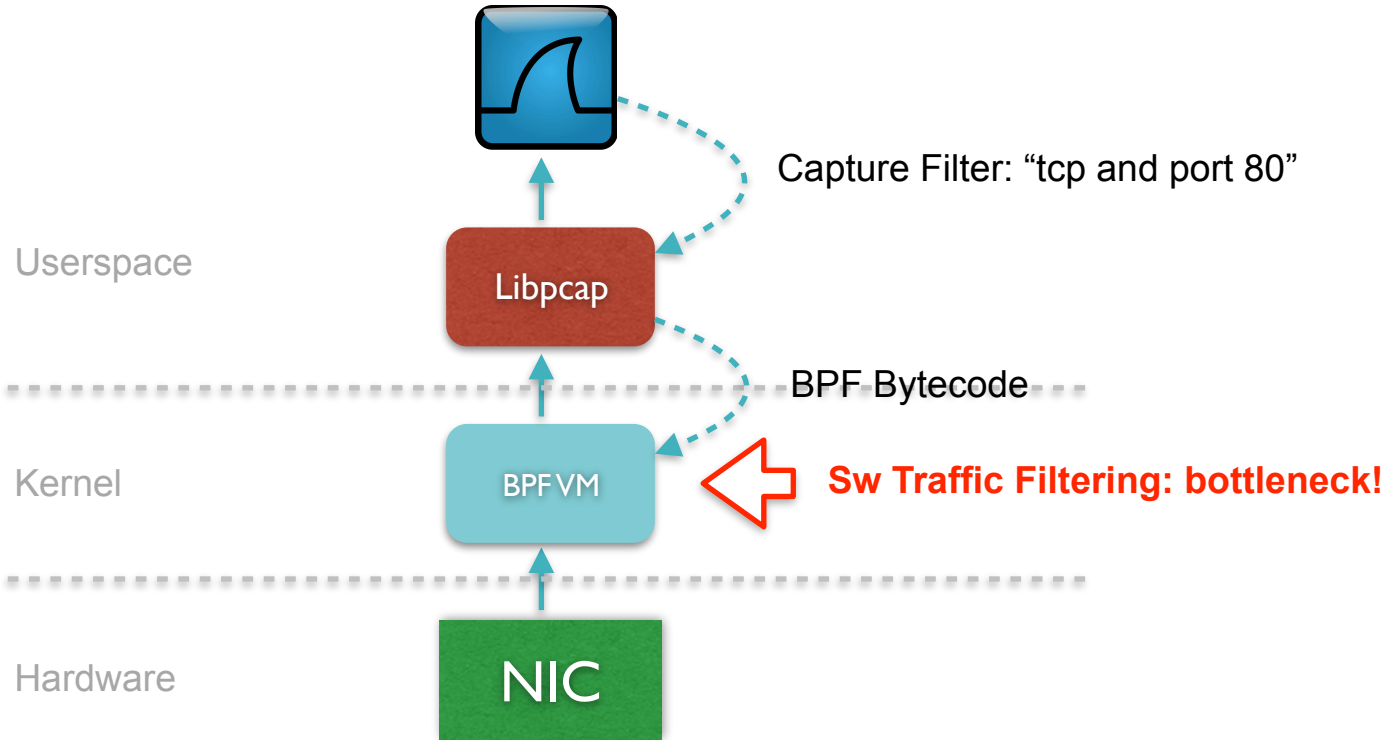 Capture Filter: “tcp and port 80”
Userspace
Libpcap
BPF Bytecode
Kernel
BPF VM
Sw Traffic Filtering: bottleneck!
Hardware
NIC